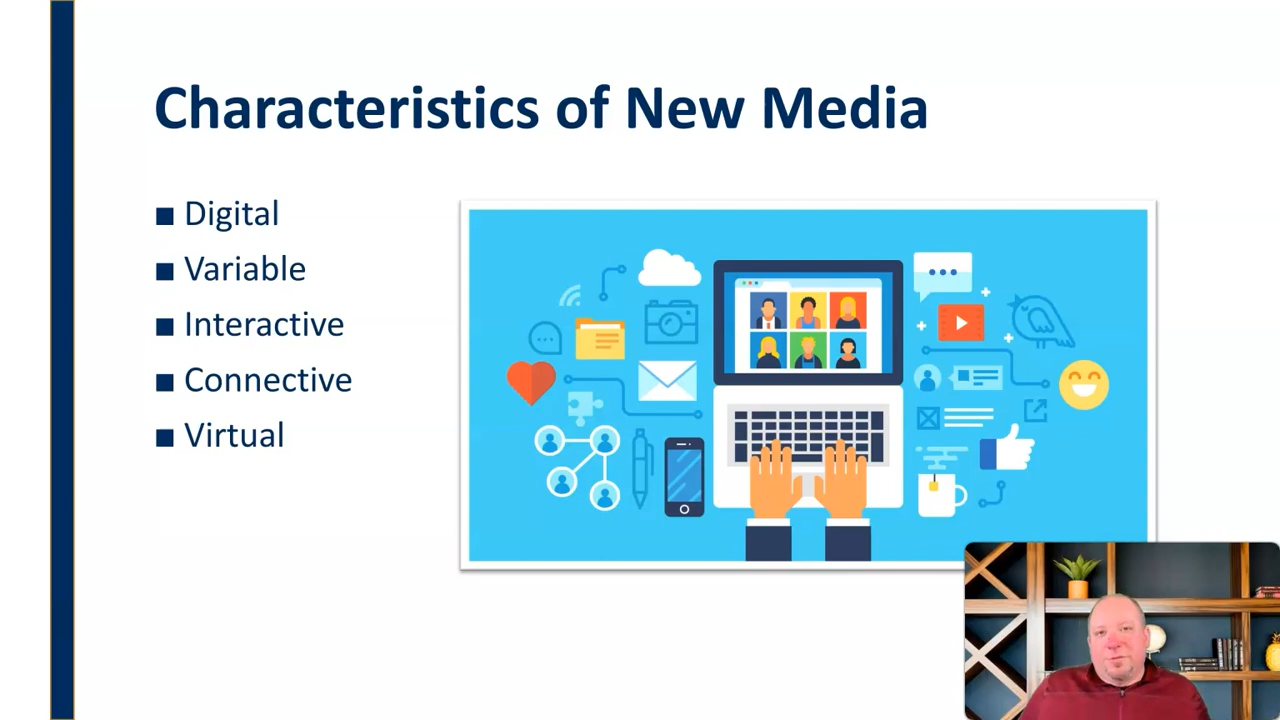 Characteristics of New Media
■ Digital
■ Variable
■ Interactive
■ Connective
■ Virtual